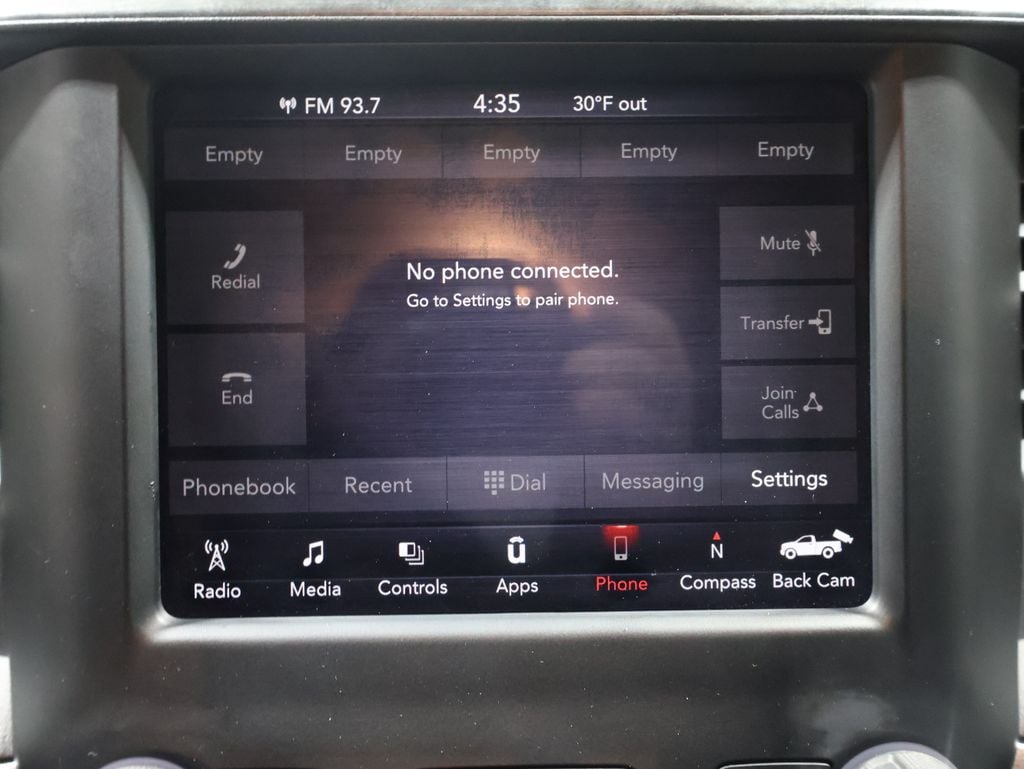 FM 93.7 4:35 30°F out
Empty Empty Empty Empty Empty
Redial
Mute
No phone connected.
Go to Settings to pair phone.
Transfer
End
Join
Calls
Phonebook Recent Dial Messaging Settings
N
Radio Media Controls Apps Phone Compass Back Cam